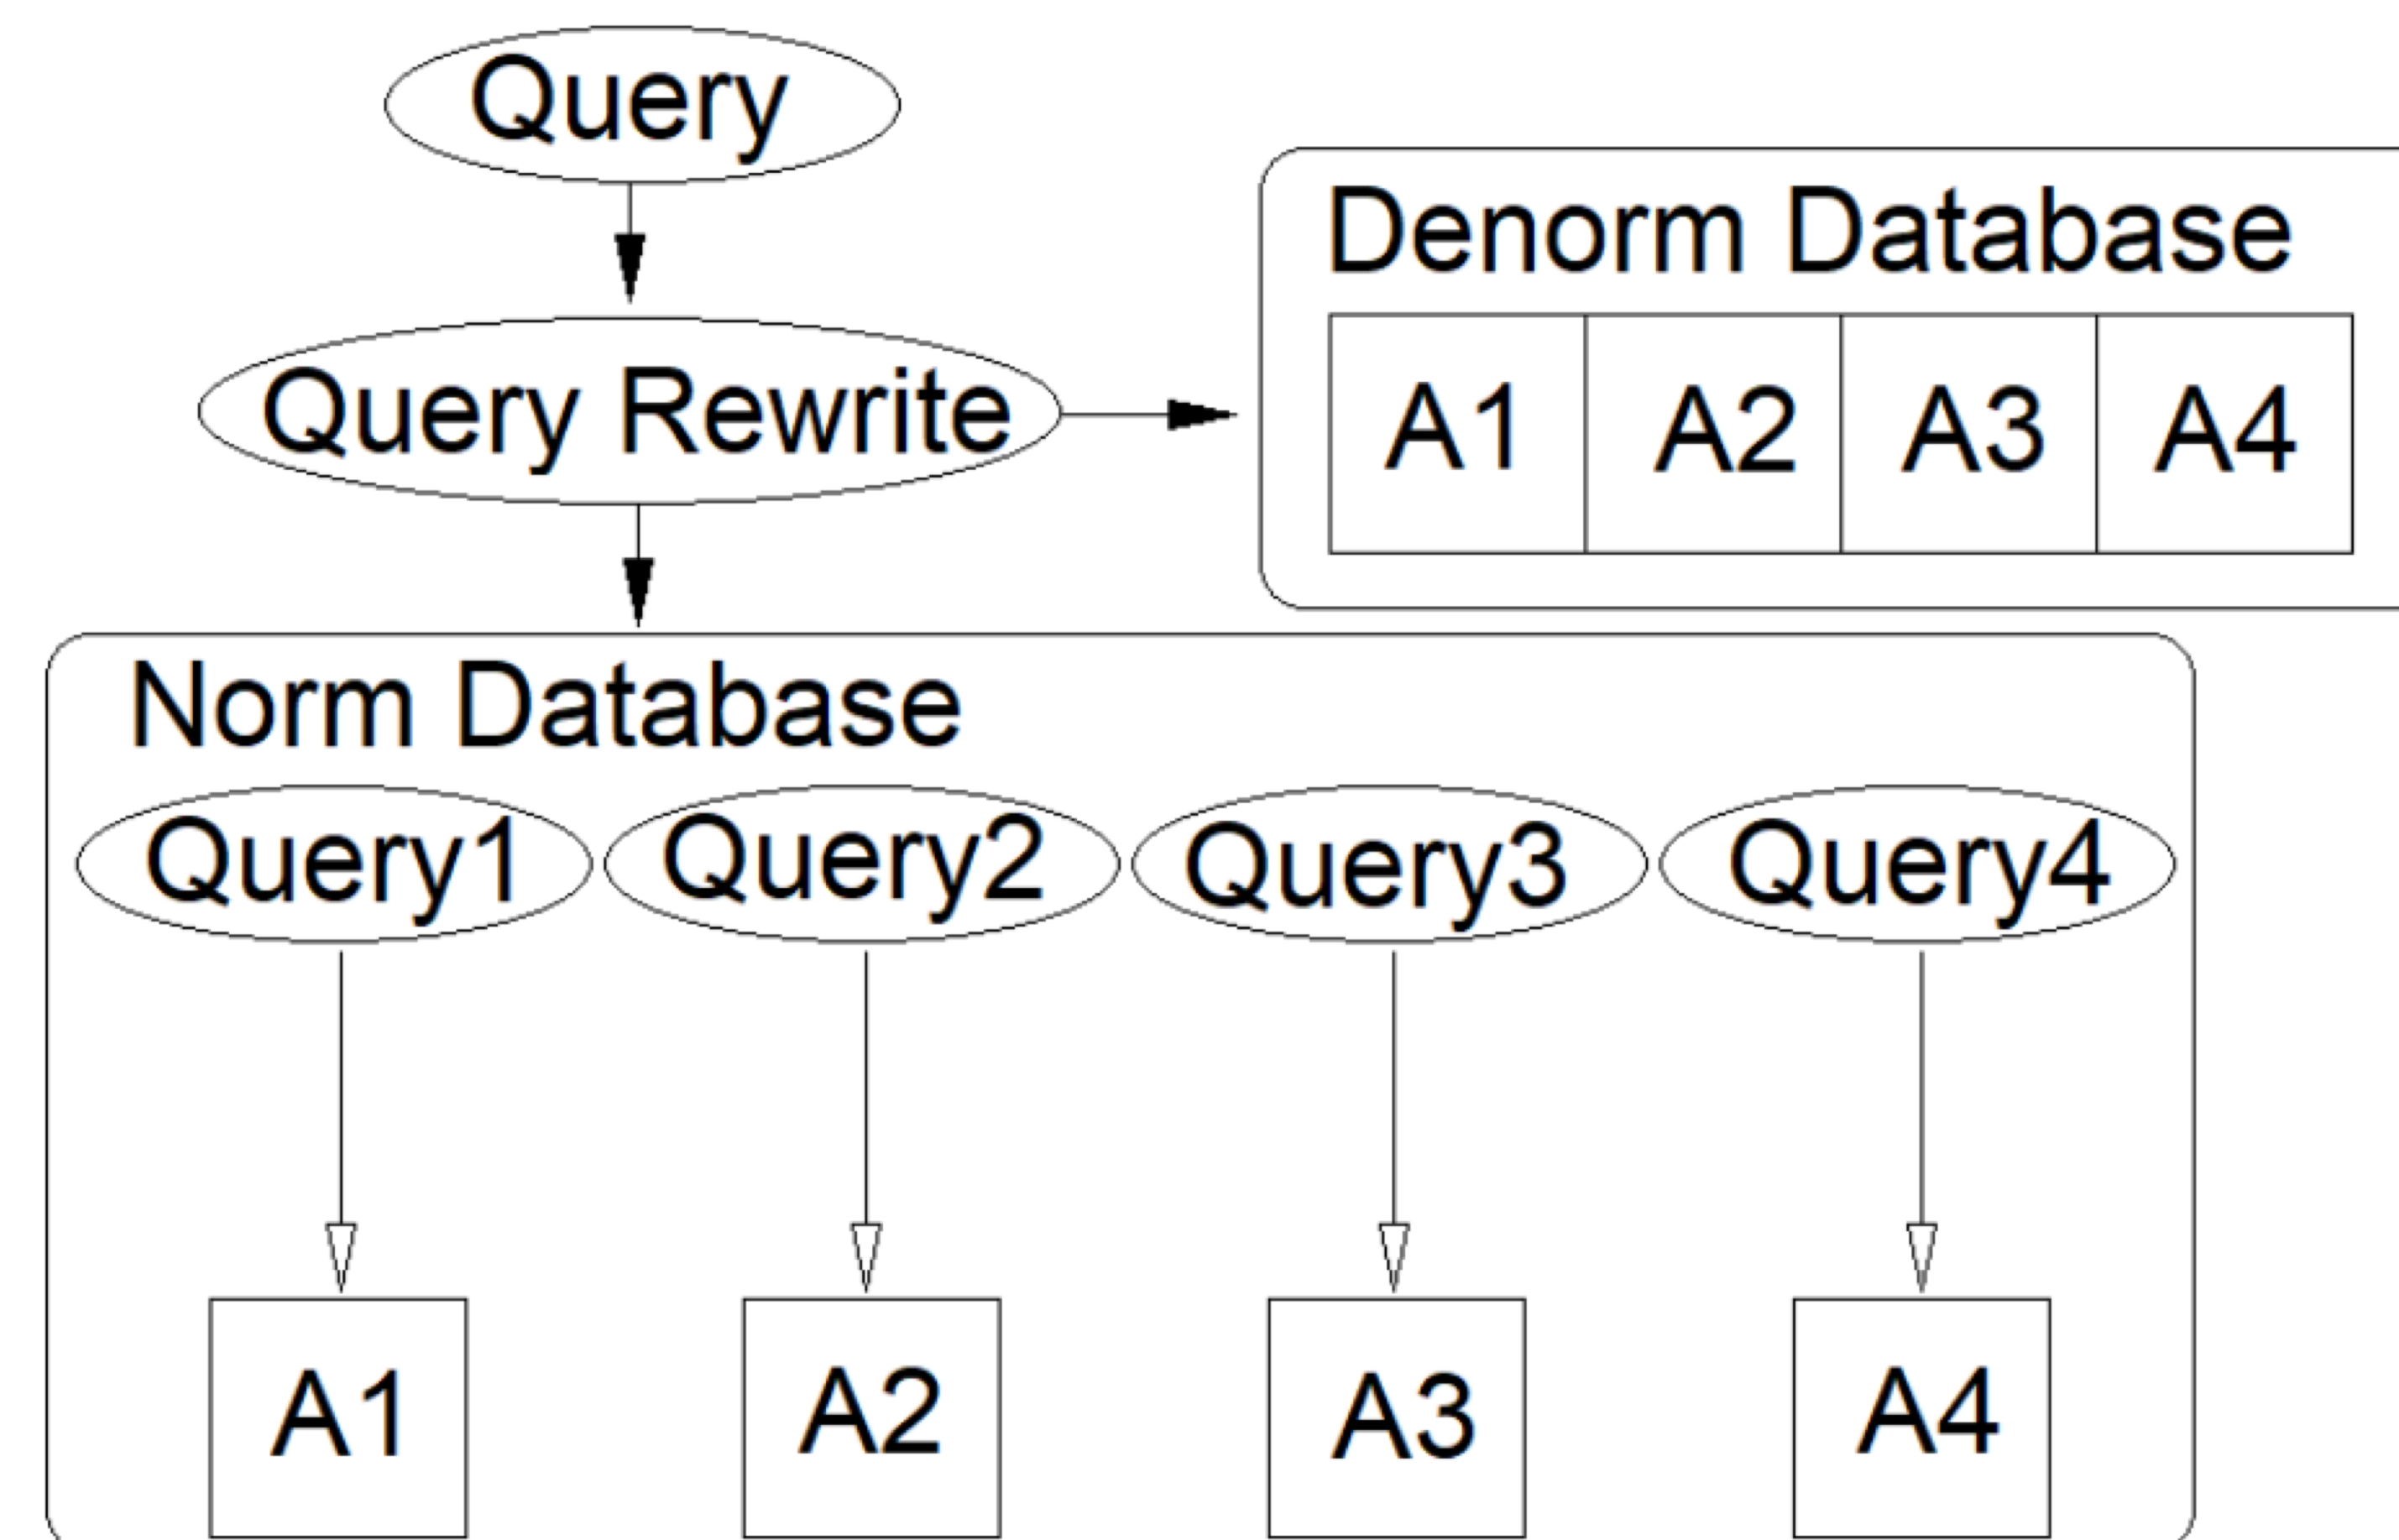 Query
Query Rewrite
Denorm Database
A1 A2 A3 A4
Norm Database
Query1 Query2 Query3 Query4
A1 A2 A3 A4